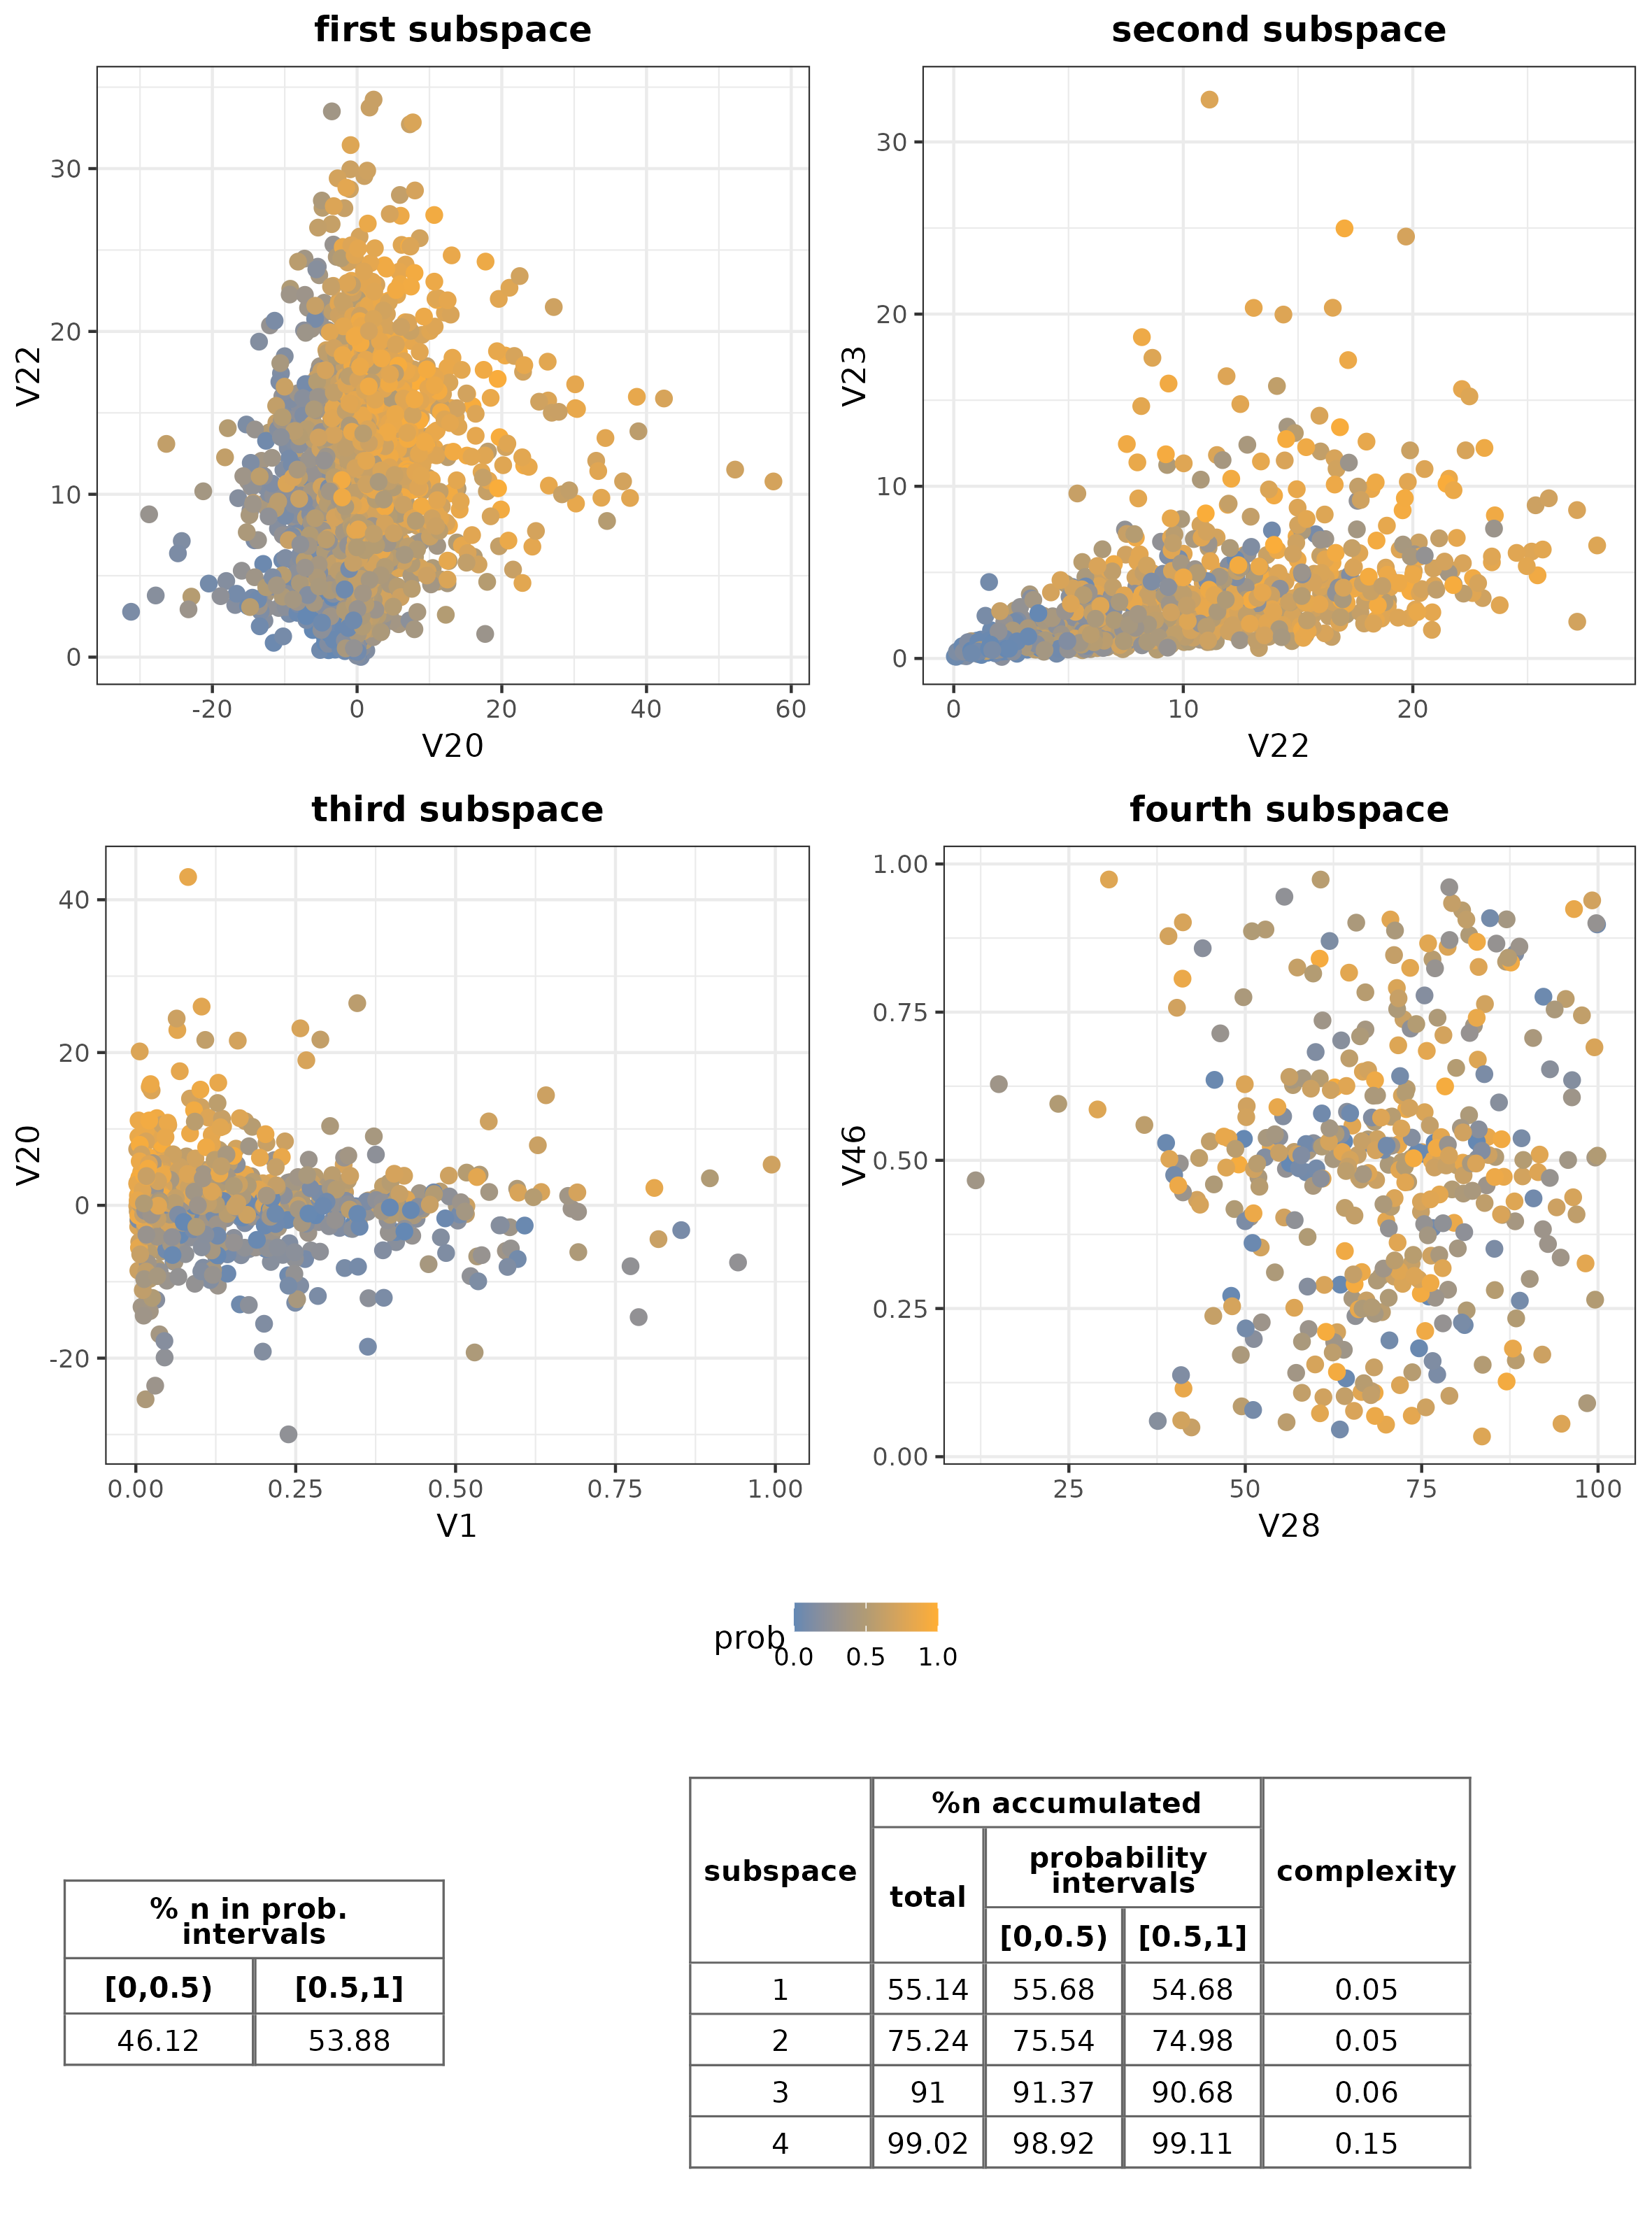 first subspace
V22
30
20
10
0
-20 0 20 40 60
V20
second subspace
V23
30
20
10
0
0 10 20
V22
third subspace
V20
40
20
0
-20
0.00 0.25 0.50 0.75 1.00
V1
fourth subspace
V46
1.00
0.75
0.50
0.25
0.00
25 50 75 100
V28
prob
0.0 0.5 1.0
% n in prob.
intervals
[0,0.5) [0.5,1]
46.12 53.88
%n accumulated
subspace total probability
intervals complexity
[0,0.5) [0.5,1]
1 55.14 55.68 54.68 0.05
2 75.24 75.54 74.98 0.05
3 91 91.37 90.68 0.06
4 99.02 98.92 99.11 0.15